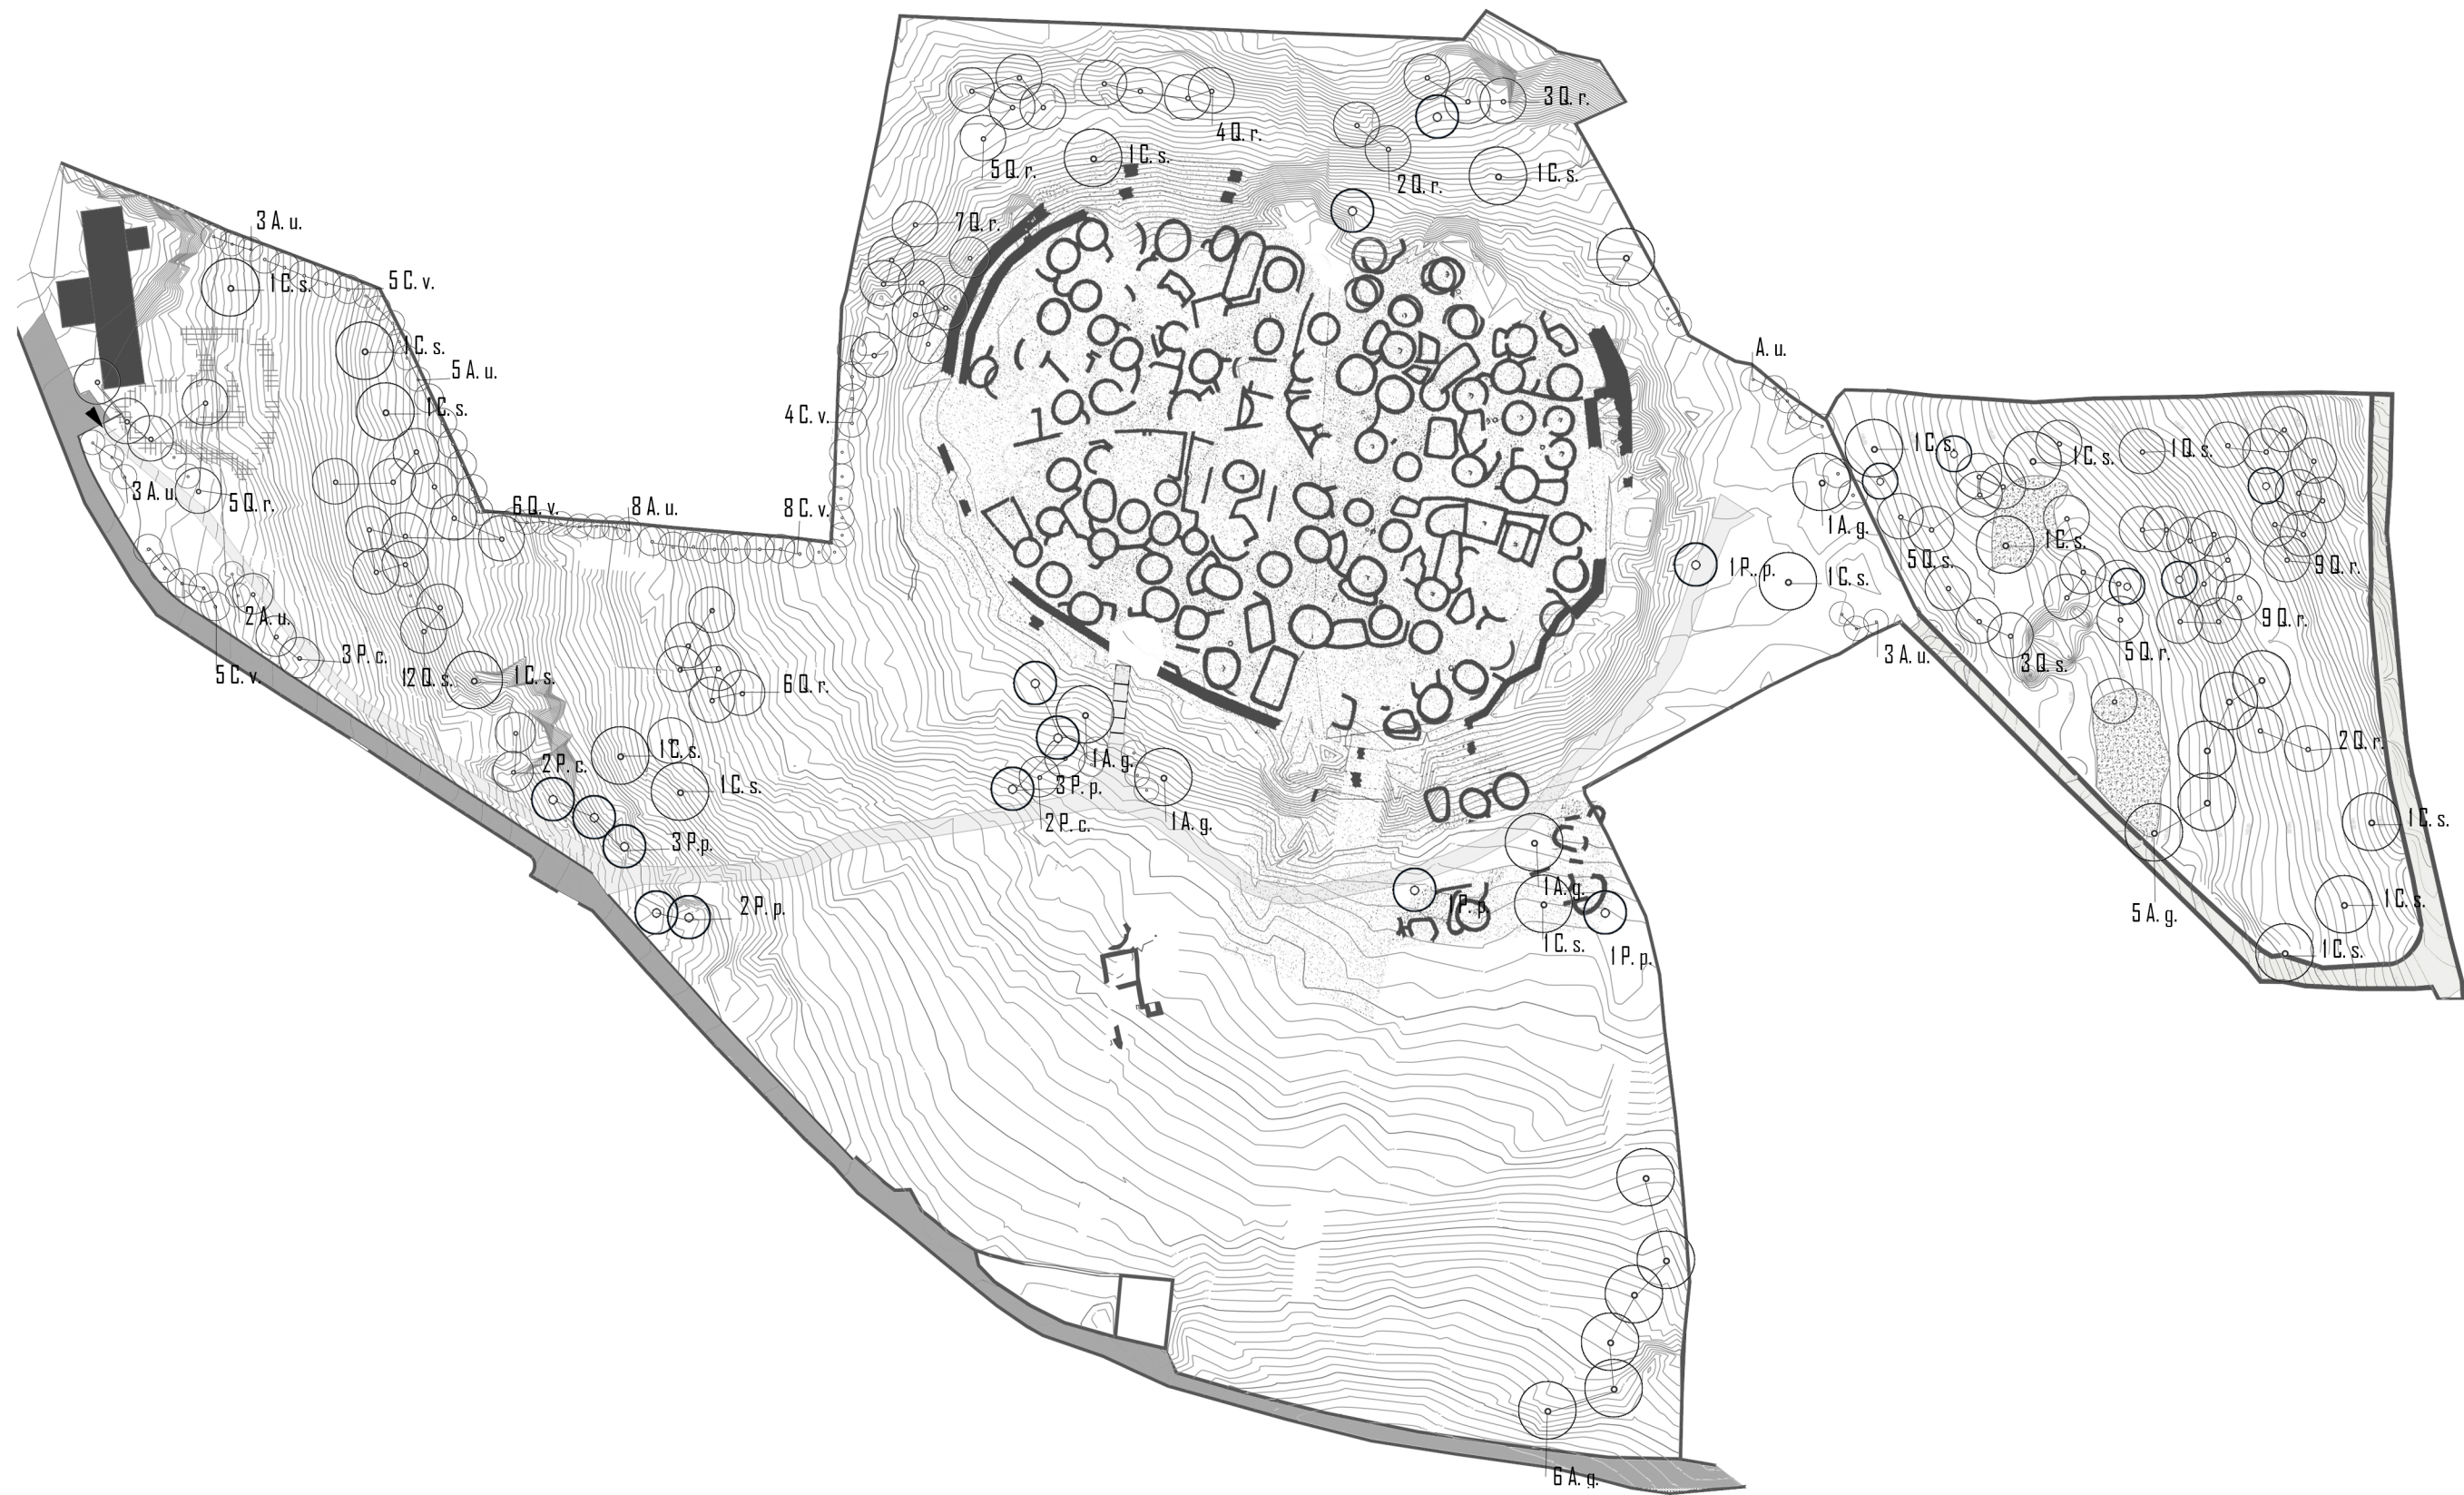 3 Q. r.
4 Q. r.
1 C. s.
5 Q. r.
2 Q. r.
1 C. s.
7 Q. r.
3 A. u.
1 C. s.
5 C. v.
1 C. s.
5 A. u.
1 C. s.
4 C. v.
A. u.
3 A. u.
5 Q. r.
6 Q. v.
8 A. u.
8 C. v.
1 C. s.
1 C. s.
1 Q. s.
1 A. g.
1 C. s.
5 Q. s.
9 Q. r.
1 P. p.
1 C. s.
2 A. u.
9 Q. r.
3 A. u.
3 Q. s.
5 Q. r.
3 P. c.
5 C. v.
12 Q. s.
1 C. s.
6 Q. r.
2 P. c.
1 C. s.
1 C. s.
1 A. g.
3 P. p.
2 P. c.
1 A. g.
2 Q. r.
1 C. s.
3 P.p.
2 P. p.
1 A. g.
1 P. p.
1 C. s.
1 P. p.
5 A. g.
1 C. s.
1 C. s.
6 A. g.